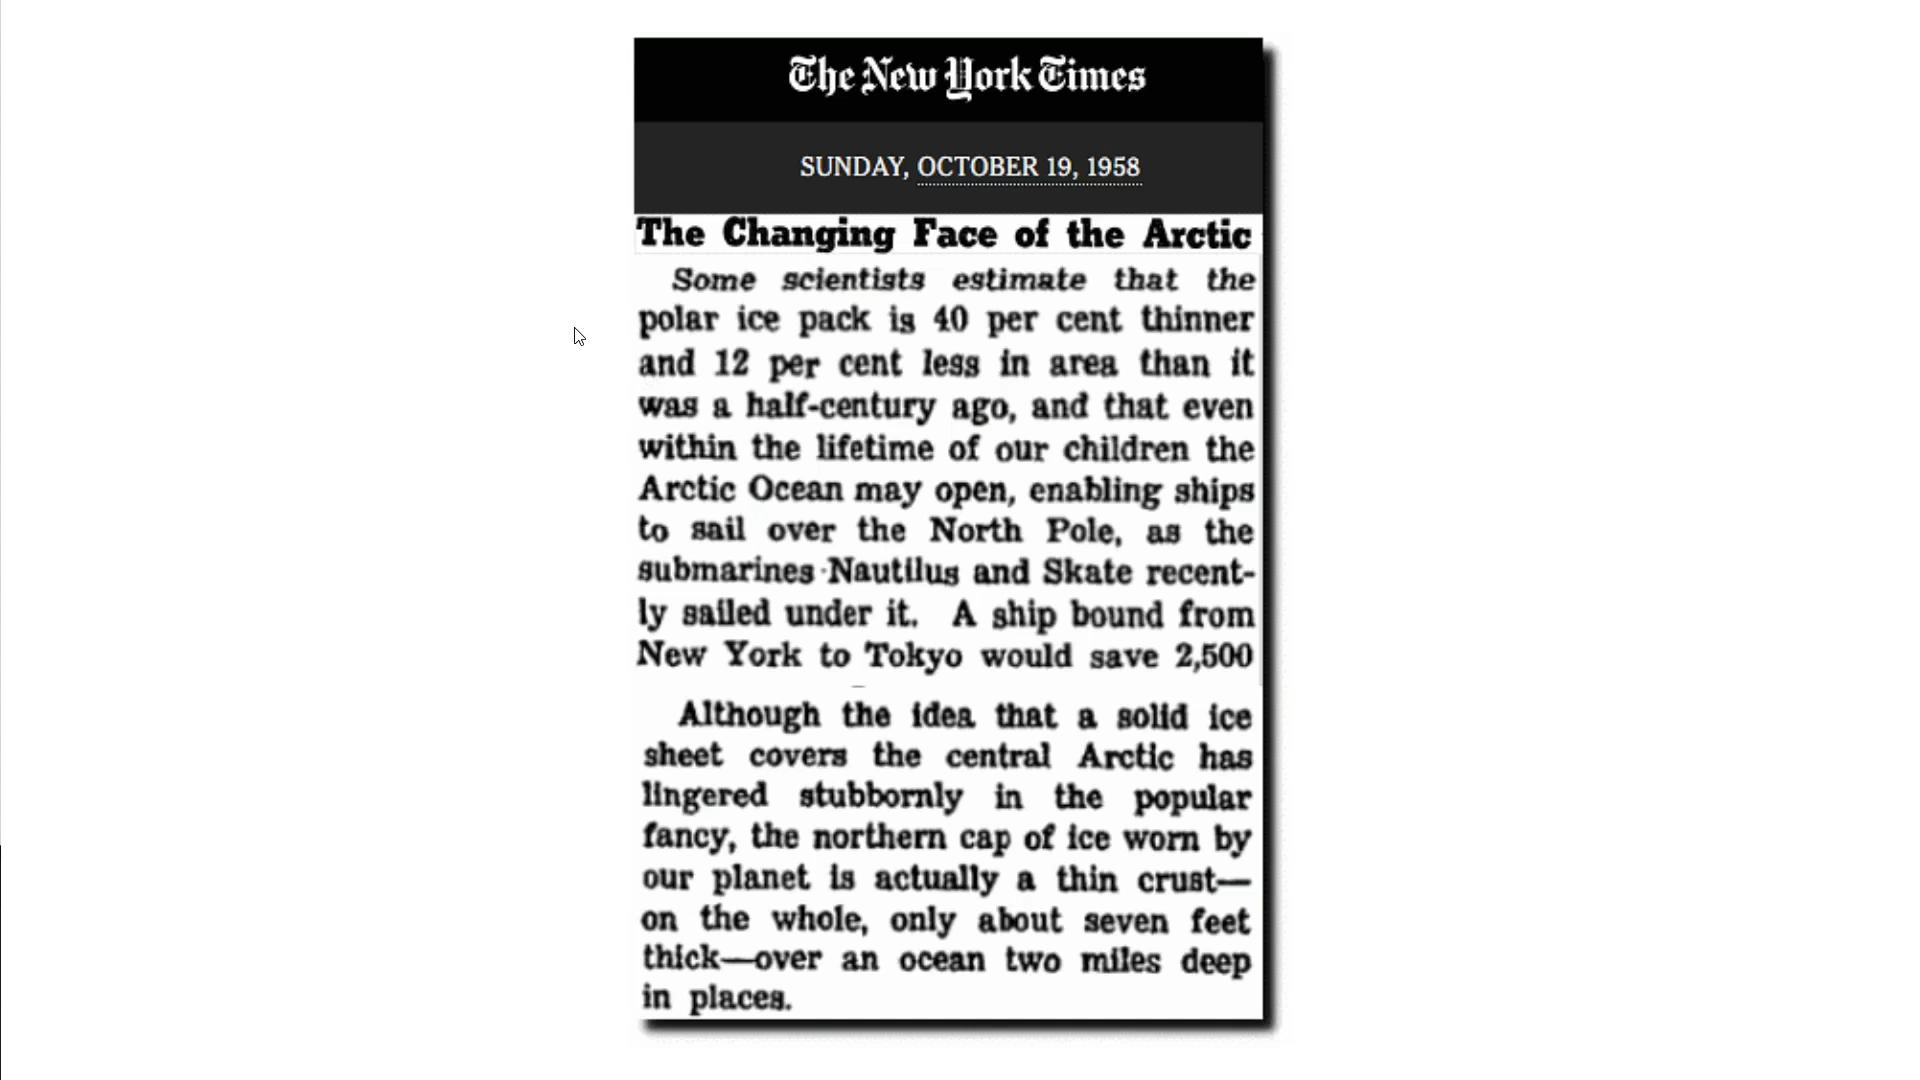 The New York Times
SUNDAY, OCTOBER 19, 1958
The Changing Face of the Arctic
Some scientists estimate that the
polar ice pack is 40 per cent thinner
and 12 per cent less in area than it
was a half-century ago, and that even
within the lifetime of our children the
Arctic Ocean may open, enabling ships
to sail over the North Pole, as the
submarines Nautilus and Skate recent-
ly sailed under it. A ship bound from
New York to Tokyo would save 2,500
Although the idea that a solid ice
sheet covers the central Arctic has
lingered stubbornly in the popular
fancy, the northern cap of ice worn by
our planet is actually a thin crust—
on the whole, only about seven feet
thick—over an ocean two miles deep
in places.